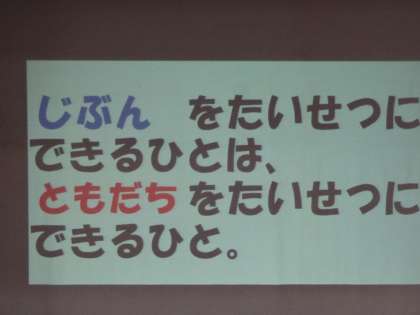 じぶん をたいせつに
できるひとは、
ともだち をたいせつに
できるひと。